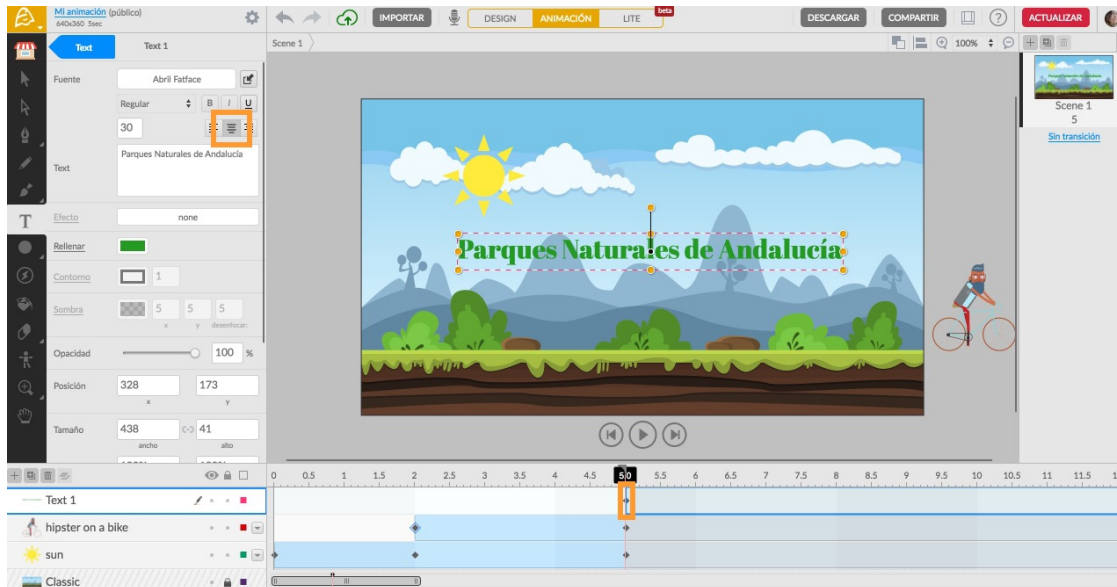 Mi animación (público)
640x360 5sec
IMPORTAR
DESIGN
ANIMACIÓN
LITE
beta
DESCARGAR
COMPARTIR
?
ACTUALIZAR
Text
Text 1
Scene 1
100%
Fuente
Abril Fatface
Regular
B I U
30
Text
Parques Naturales de Andalucía
Efecto
none
Rellenar
Contorno
1
Sombra
5 5 5
x y desenfocar:
Opacidad
100 %
Posición
328 173
x y
Tamaño
438 41
ancho alto
Parques Naturales de Andalucía
Scene 1
5
Sin transición
0 0.5 1 1.5 2 2.5 3 3.5 4 4.5 5.0 5.5 6 6.5 7 7.5 8 8.5 9 9.5 10 10.5 11 11.5
Text 1
hipster on a bike
sun
Classic